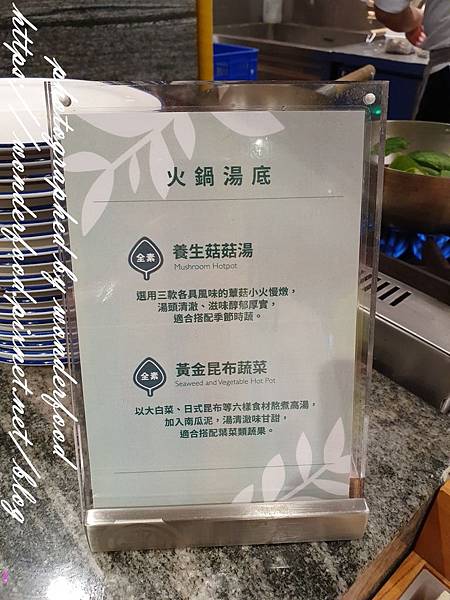 火鍋湯底
全素
養生菇菇湯
Mushroom Hotpot
選用三款各具風味的蕈菇小火慢燉，
湯頭清澈、滋味醇郁厚實，
適合搭配季節時蔬。
全素
黃金昆布蔬菜
Seaweed and Vegetable Hot Pot
以大白菜、日式昆布等六樣食材熬煮高湯，
加入南瓜泥，湯清澈味甘甜，
適合搭配葉菜類蔬果。
photographed by wonderfood
https://wonderfood.pixnet.net/blog